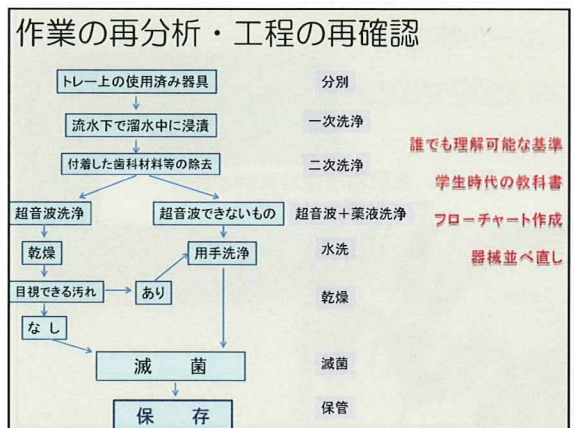 作業の再分析・工程の再確認
トレー上の使用済み器具
流水下で溜水中に浸漬
付着した歯科材料等の除去
超音波洗浄
超音波できないもの
乾燥
用手洗浄
目視できる汚れ
あり
なし
滅　菌
保　存
分別
一次洗浄
二次洗浄
超音波＋薬液洗浄
水洗
乾燥
滅菌
保管
誰でも理解可能な基準
学生時代の教科書
フローチャート作成
器械並べ直し